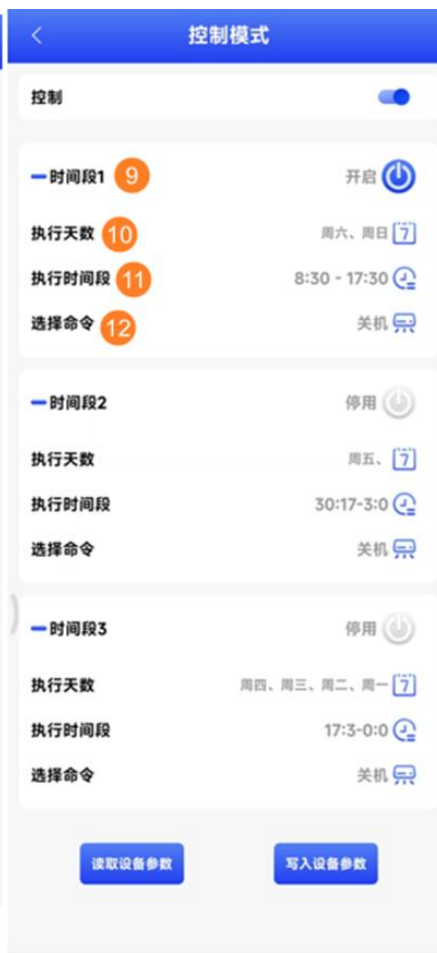 控制模式
控制
时间段1 9 开启
执行天数 10 周六、周日 7
执行时间段 11 8:30 - 17:30
选择命令 12 关机
时间段2 停用
执行天数 周五、 7
执行时间段 30:17-3:0
选择命令 关机
时间段3 停用
执行天数 周四、周三、周二、周一 7
执行时间段 17:3-0:0
选择命令 关机
读取设备参数 写入设备参数